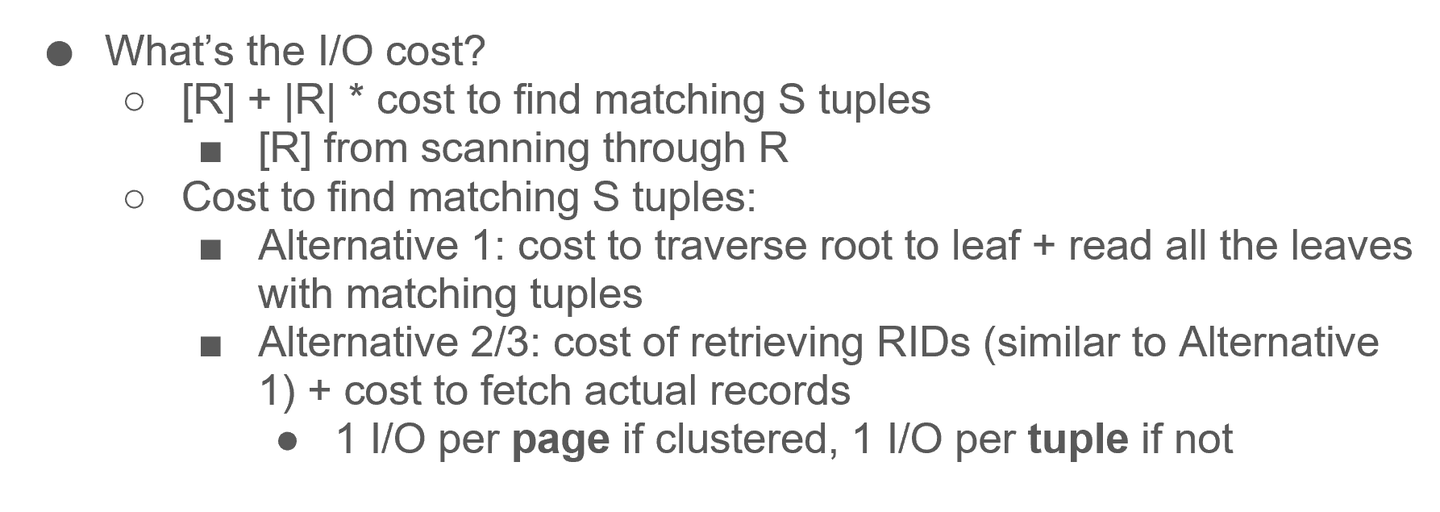 ● What’s the I/O cost?
○ [R] + |R| * cost to find matching S tuples
■ [R] from scanning through R
○ Cost to find matching S tuples:
■ Alternative 1: cost to traverse root to leaf + read all the leaves
with matching tuples
■ Alternative 2/3: cost of retrieving RIDs (similar to Alternative
1) + cost to fetch actual records
● 1 I/O per page if clustered, 1 I/O per tuple if not